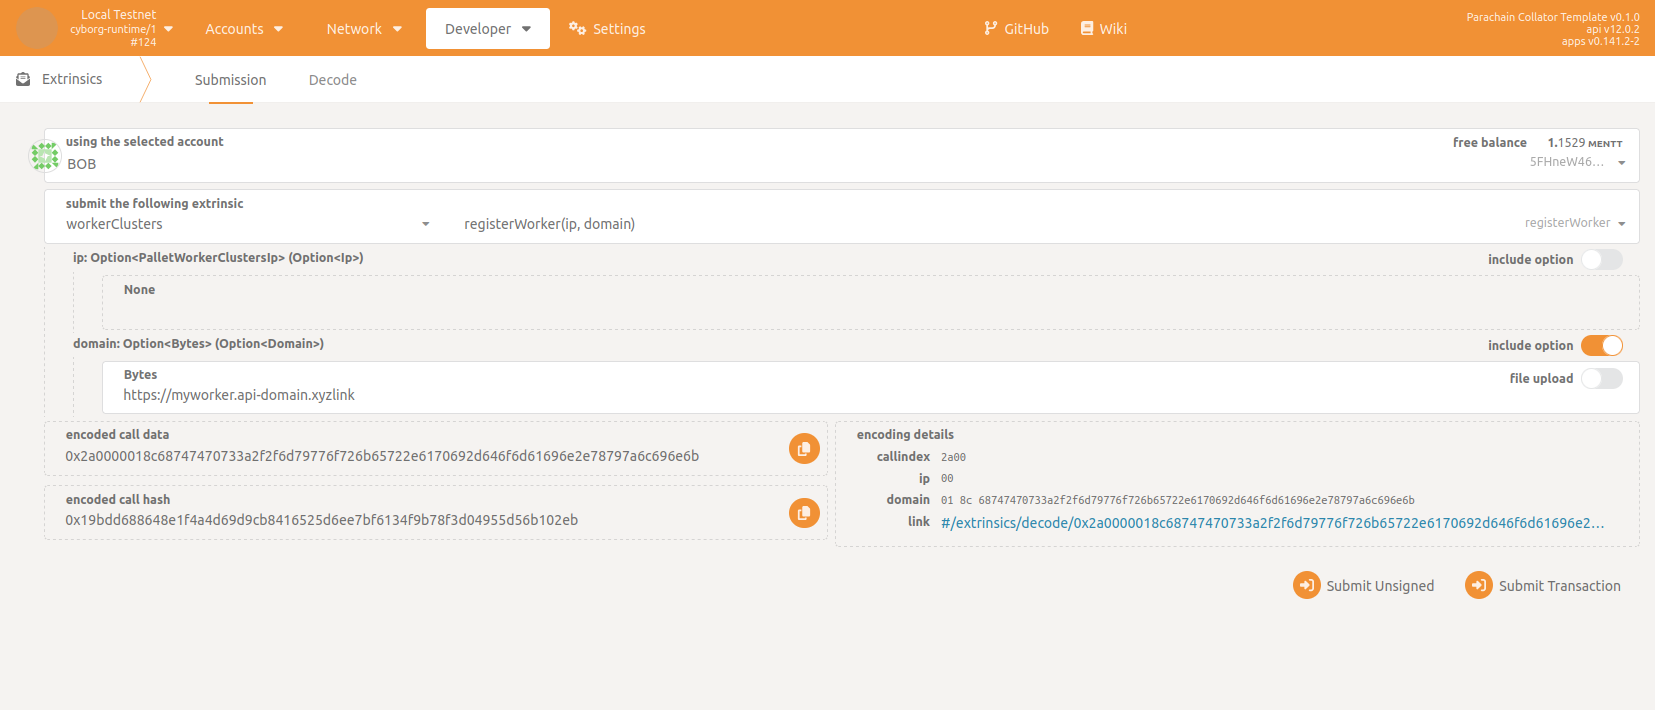 Local Testnet
cyborg-runtime/1
#124
Accounts
Network
Developer
Settings
GitHub
Wiki
Parachain Collator Template v0.1.0
api v12.0.2
apps v0.141.2-2
Extrinsics
Submission
Decode
using the selected account
BOB
free balance 1.1529 MENTT
5FHneW46…
submit the following extrinsic
workerClusters
registerWorker(ip, domain)
registerWorker
ip: Option<PalletWorkerClustersIp> (Option<Ip>)
include option
None
domain: Option<Bytes> (Option<Domain>)
include option
Bytes
https://myworker.api-domain.xyzlink
file upload
encoded call data
0x2a0000018c68747470733a2f2f6d79776f726b65722e6170692d646f6d61696e2e78797a6c696e6b
encoded call hash
0x19bdd688648e1f4a4d69d9cb8416525d6ee7bf6134f9b78f3d04955d56b102eb
encoding details
callindex 2a00
ip 00
domain 01 8c 68747470733a2f2f6d79776f726b65722e6170692d646f6d61696e2e78797a6c696e6b
link #/extrinsics/decode/0x2a0000018c68747470733a2f2f6d79776f726b65722e6170692d646f6d61696e2…
Submit Unsigned
Submit Transaction